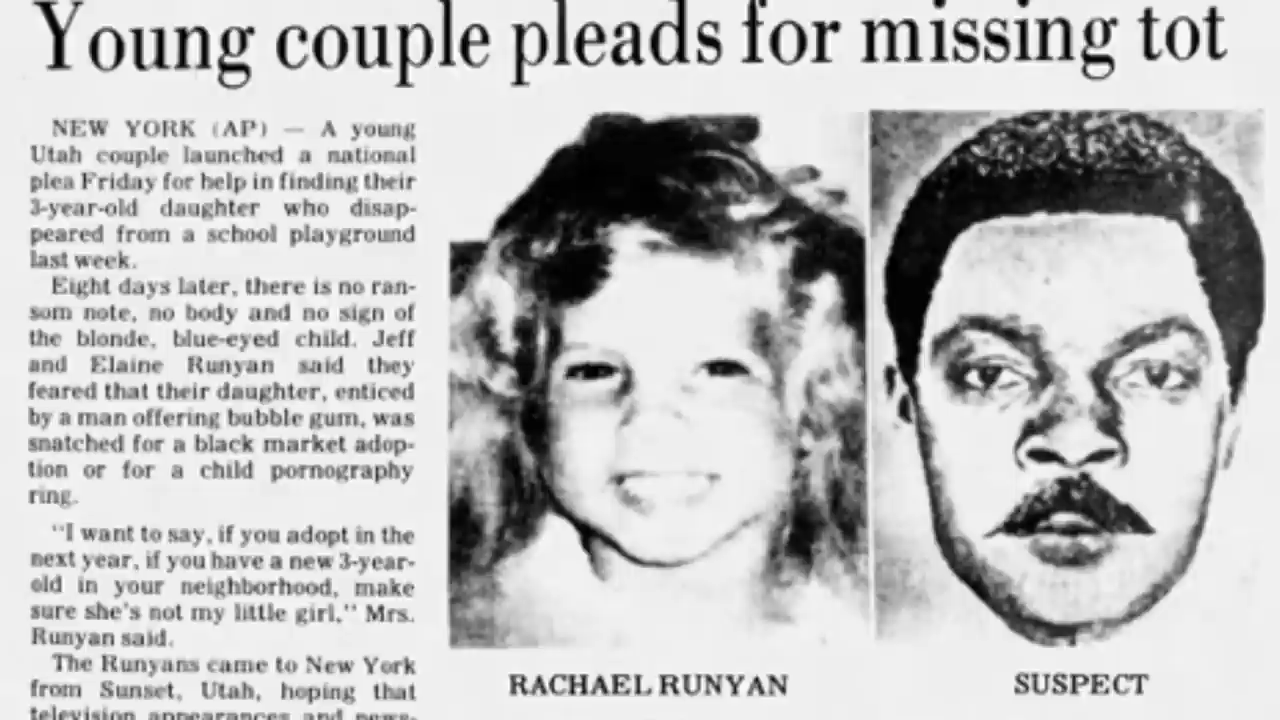 Young couple pleads for missing tot
NEW YORK (AP) — A young
Utah couple launched a national
plea Friday for help in finding their
3-year-old daughter who disap-
peared from a school playground
last week.
Eight days later, there is no ran-
som note, no body and no sign of
the blonde, blue-eyed child. Jeff
and Elaine Runyan said they
feared that their daughter, enticed
by a man offering bubble gum, was
snatched for a black market adop-
tion or for a child pornography
ring.
"I want to say, if you adopt in the
next year, if you have a new 3-year-
old in your neighborhood, make
sure she's not my little girl," Mrs.
Runyan said.
The Runyans came to New York
from Sunset, Utah, hoping that
television appearances and news-
RACHAEL RUNYAN
SUSPECT